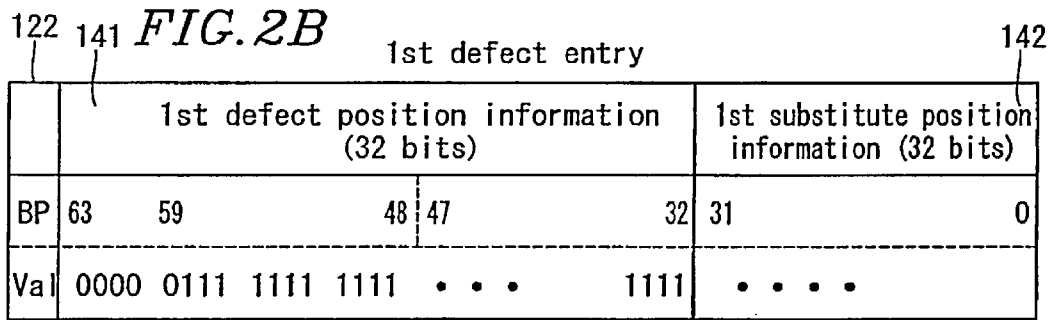 122 141 FIG. 2B
1st defect entry
142
1st defect position information
(32 bits)
1st substitute position
information (32 bits)
BP 63 59 48 47 32 31 0
Val 0000 0111 1111 1111 • • • 1111 • • • •